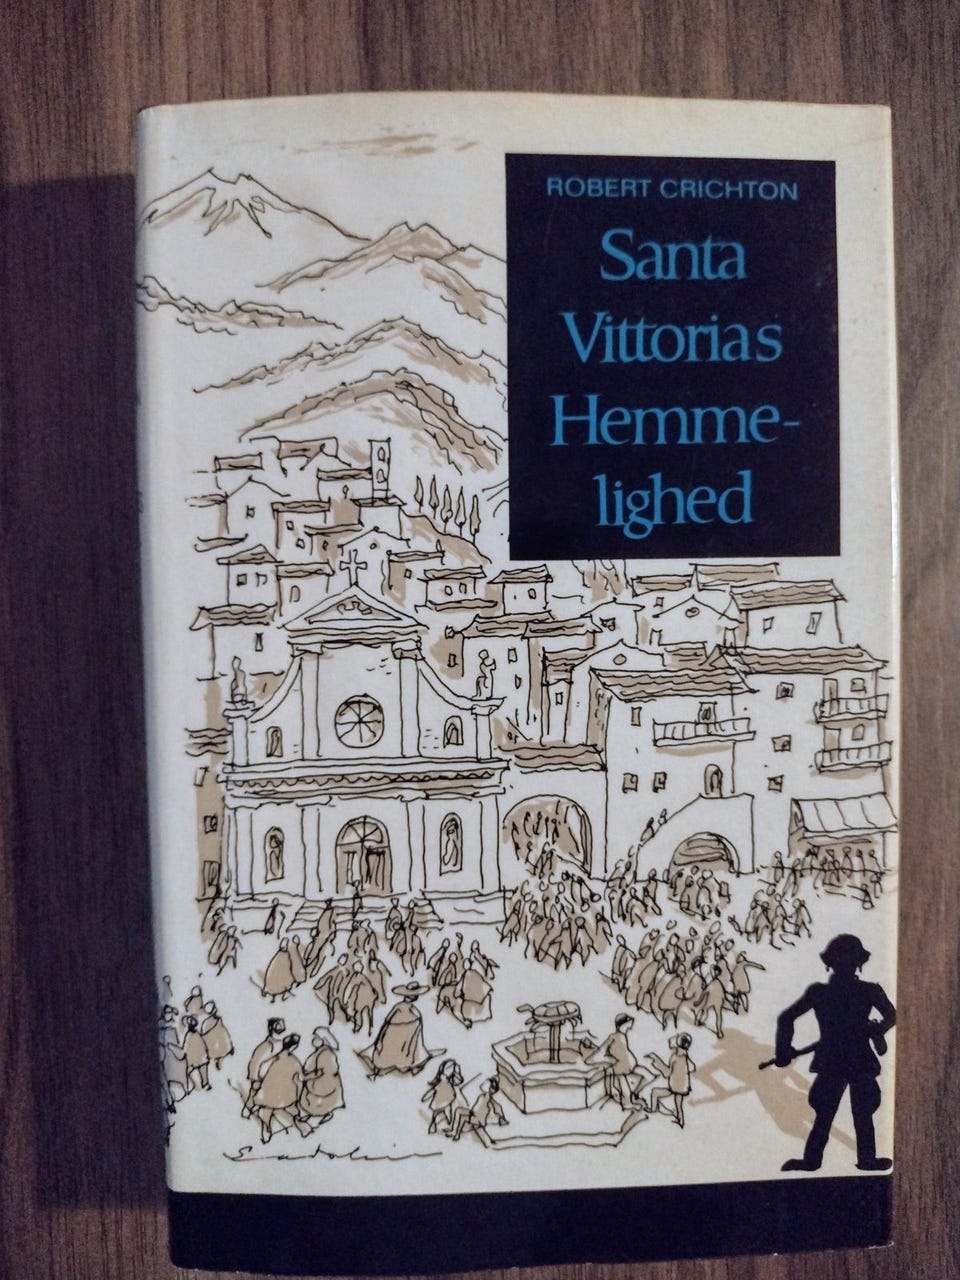 ROBERT CRICHTON
Santa
Vittorias
Hemme-
lighed